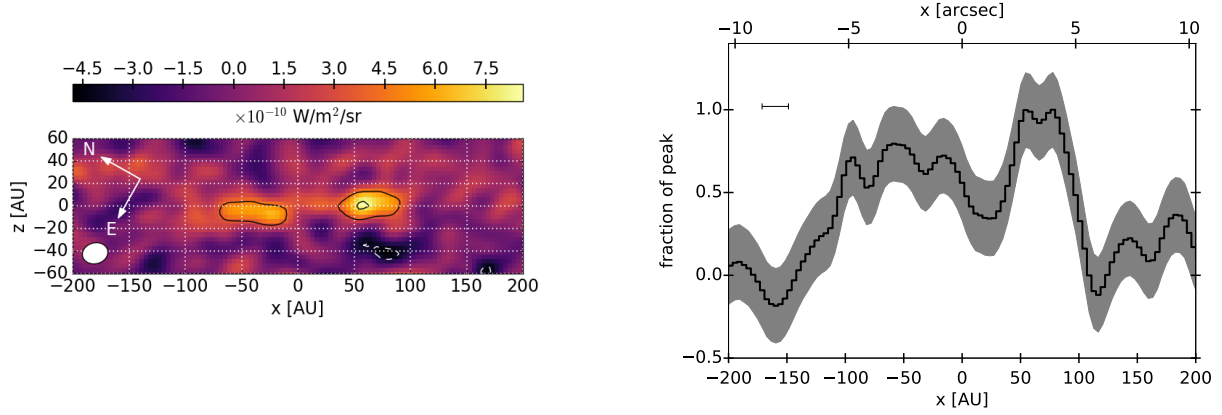 −4.5 −3.0 −1.5 0.0 1.5 3.0 4.5 6.0 7.5
×10⁻¹⁰ W/m²/sr
60
40
20
0
−20
−40
−60
z [AU]
N
E
−200 −150 −100 −50 0 50 100 150 200
x [AU]
x [arcsec]
−10 −5 0 5 10
1.0
0.5
0.0
−0.5
fraction of peak
−200 −150 −100 −50 0 50 100 150 200
x [AU]